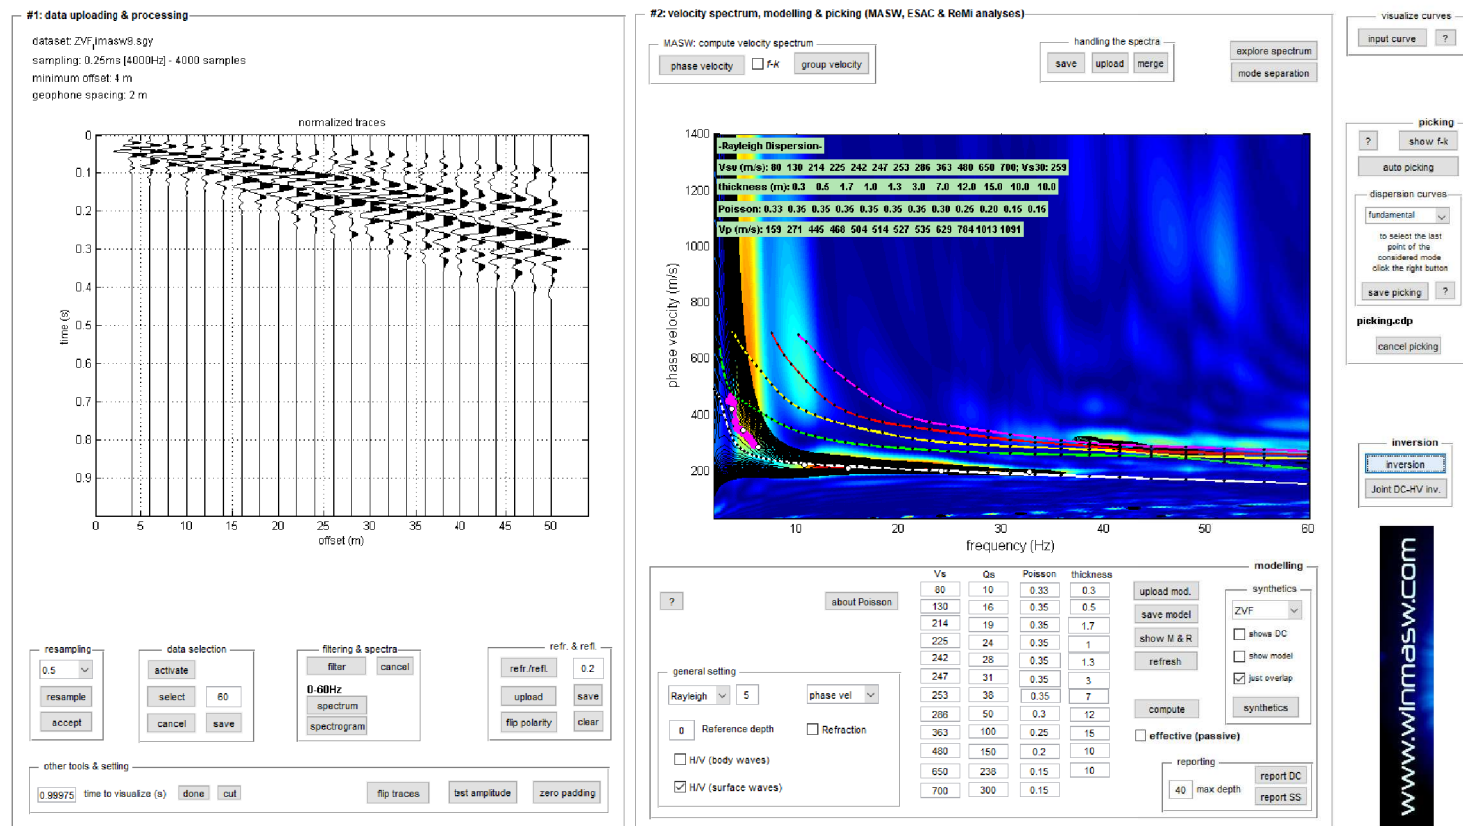 #1: data uploading & processing
dataset: ZVF_imasw9.sgy
sampling: 0.25ms [4000Hz] - 4000 samples
minimum offset: 4 m
geophone spacing: 2 m
normalized traces
0
0.1
0.2
0.3
0.4
0.5
0.6
0.7
0.8
0.9
time (s)
0 5 10 15 20 25 30 35 40 45 50
offset (m)
resampling
0.5
resample
accept
data selection
activate
select 60
cancel save
filtering & spectra
filter cancel
0-60Hz
spectrum
spectrogram
refr. & refl.
refr./refl. 0.2
upload save
flip polarity clear
other tools & setting
0.99975 time to visualize (s) done cut flip traces test amplitude zero padding
#2: velocity spectrum, modelling & picking (MASW, ESAC & ReMi analyses)
MASW: compute velocity spectrum
phase velocity f-k group velocity
handling the spectra
save upload merge
explore spectrum
mode separation
-Rayleigh Dispersion-
Vsv (m/s): 80 130 214 225 242 247 253 286 363 480 650 700; Vs30: 259
thickness (m): 0.3 0.5 1.7 1.0 1.3 3.0 7.0 12.0 15.0 10.0 10.0
Poisson: 0.33 0.35 0.35 0.35 0.35 0.35 0.35 0.30 0.25 0.20 0.15 0.15
Vp (m/s): 159 271 445 468 504 514 527 535 629 784 1013 1091
1400
1200
1000
800
600
400
200
phase velocity (m/s)
10 20 30 40 50 60
frequency (Hz)
modelling
? about Poisson
general setting
Rayleigh 5 phase vel
0 Reference depth Refraction
H/V (body waves)
H/V (surface waves)
Vs Qs Poisson thickness
80 10 0.33 0.3
130 16 0.35 0.5
214 19 0.35 1.7
225 24 0.35 1
242 28 0.35 1.3
247 31 0.35 3
253 38 0.35 7
286 50 0.3 12
363 100 0.25 15
480 150 0.2 10
650 238 0.15 10
700 300 0.15
upload mod.
save model
show M & R
refresh
compute
effective (passive)
synthetics
ZVF
shows DC
show model
just overlap
synthetics
reporting
40 max depth
report DC
report SS
visualize curves
input curve ?
picking
? show f-k
auto picking
dispersion curves
fundamental
to select the last
point of the
considered mode
click the right button
save picking ?
picking.cdp
cancel picking
inversion
inversion
Joint DC-HV inv.
www.winmasw.com